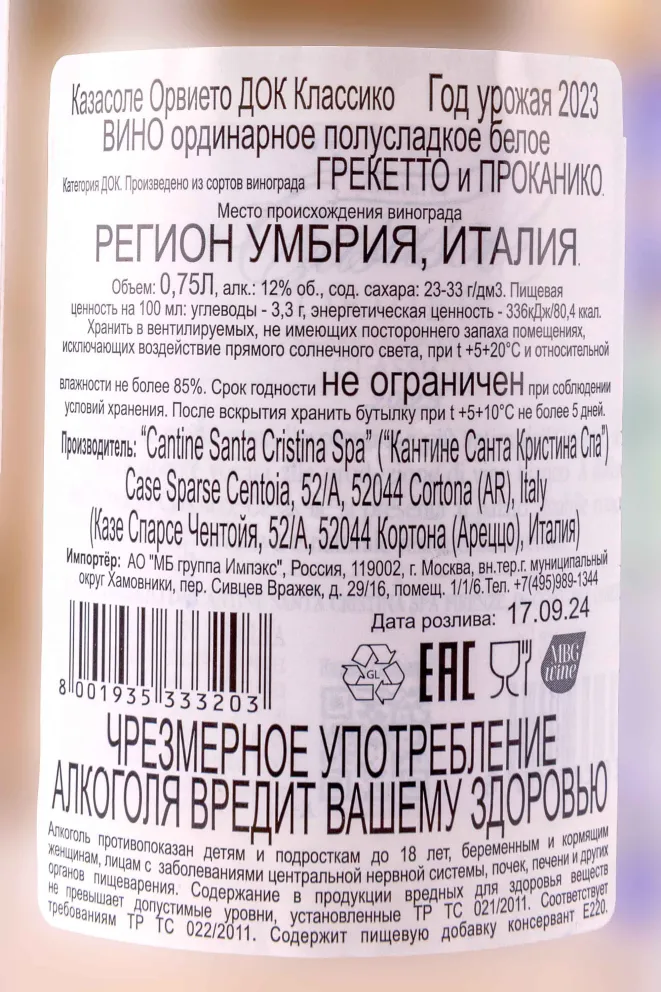 Казасоле Орвието ДОК Классико Год урожая 2023
ВИНО ординарное полусладкое белое
Категория ДОК. Произведено из сортов винограда ГРЕКЕТТО и ПРОКАНИКО.
Место происхождения винограда
РЕГИОН УМБРИЯ, ИТАЛИЯ.
Объем: 0,75Л, алк.: 12% об., сод. сахара: 23-33 г/дм3. Пищевая
ценность на 100 мл: углеводы - 3,3 г, энергетическая ценность - 336кДж/80,4 ккал.
Хранить в вентилируемых, не имеющих постороннего запаха помещениях,
исключающих воздействие прямого солнечного света, при t +5+20°С и относительной
влажности не более 85%. Срок годности не ограничен при соблюдении
условий хранения. После вскрытия хранить бутылку при t +5+10°С не более 5 дней.
Производитель: “Cantine Santa Cristina Spa” (“Кантине Санта Кристина Спа”)
Case Sparse Centoia, 52/A, 52044 Cortona (AR), Italy
(Казе Спарсе Чентойя, 52/А, 52044 Кортона (Ареццо), Италия)
Импортёр: АО "МБ группа Импэкс", Россия, 119002, г. Москва, вн.тер.г. муниципальный
округ Хамовники, пер. Сивцев Вражек, д. 29/16, помещ. 1/1/6.Тел. +7(495)989-1344
Дата розлива: 17.09.24
GL
EAC
MBG
wine
8 001935 333203
ЧРЕЗМЕРНОЕ УПОТРЕБЛЕНИЕ
АЛКОГОЛЯ ВРЕДИТ ВАШЕМУ ЗДОРОВЬЮ
Алкоголь противопоказан детям и подросткам до 18 лет, беременным и кормящим
женщинам, лицам с заболеваниями центральной нервной системы, почек, печени и других
органов пищеварения. Содержание в продукции вредных для здоровья веществ
не превышает допустимые уровни, установленные ТР ТС 021/2011. Соответствует
требованиям ТР ТС 022/2011. Содержит пищевую добавку консервант Е220.